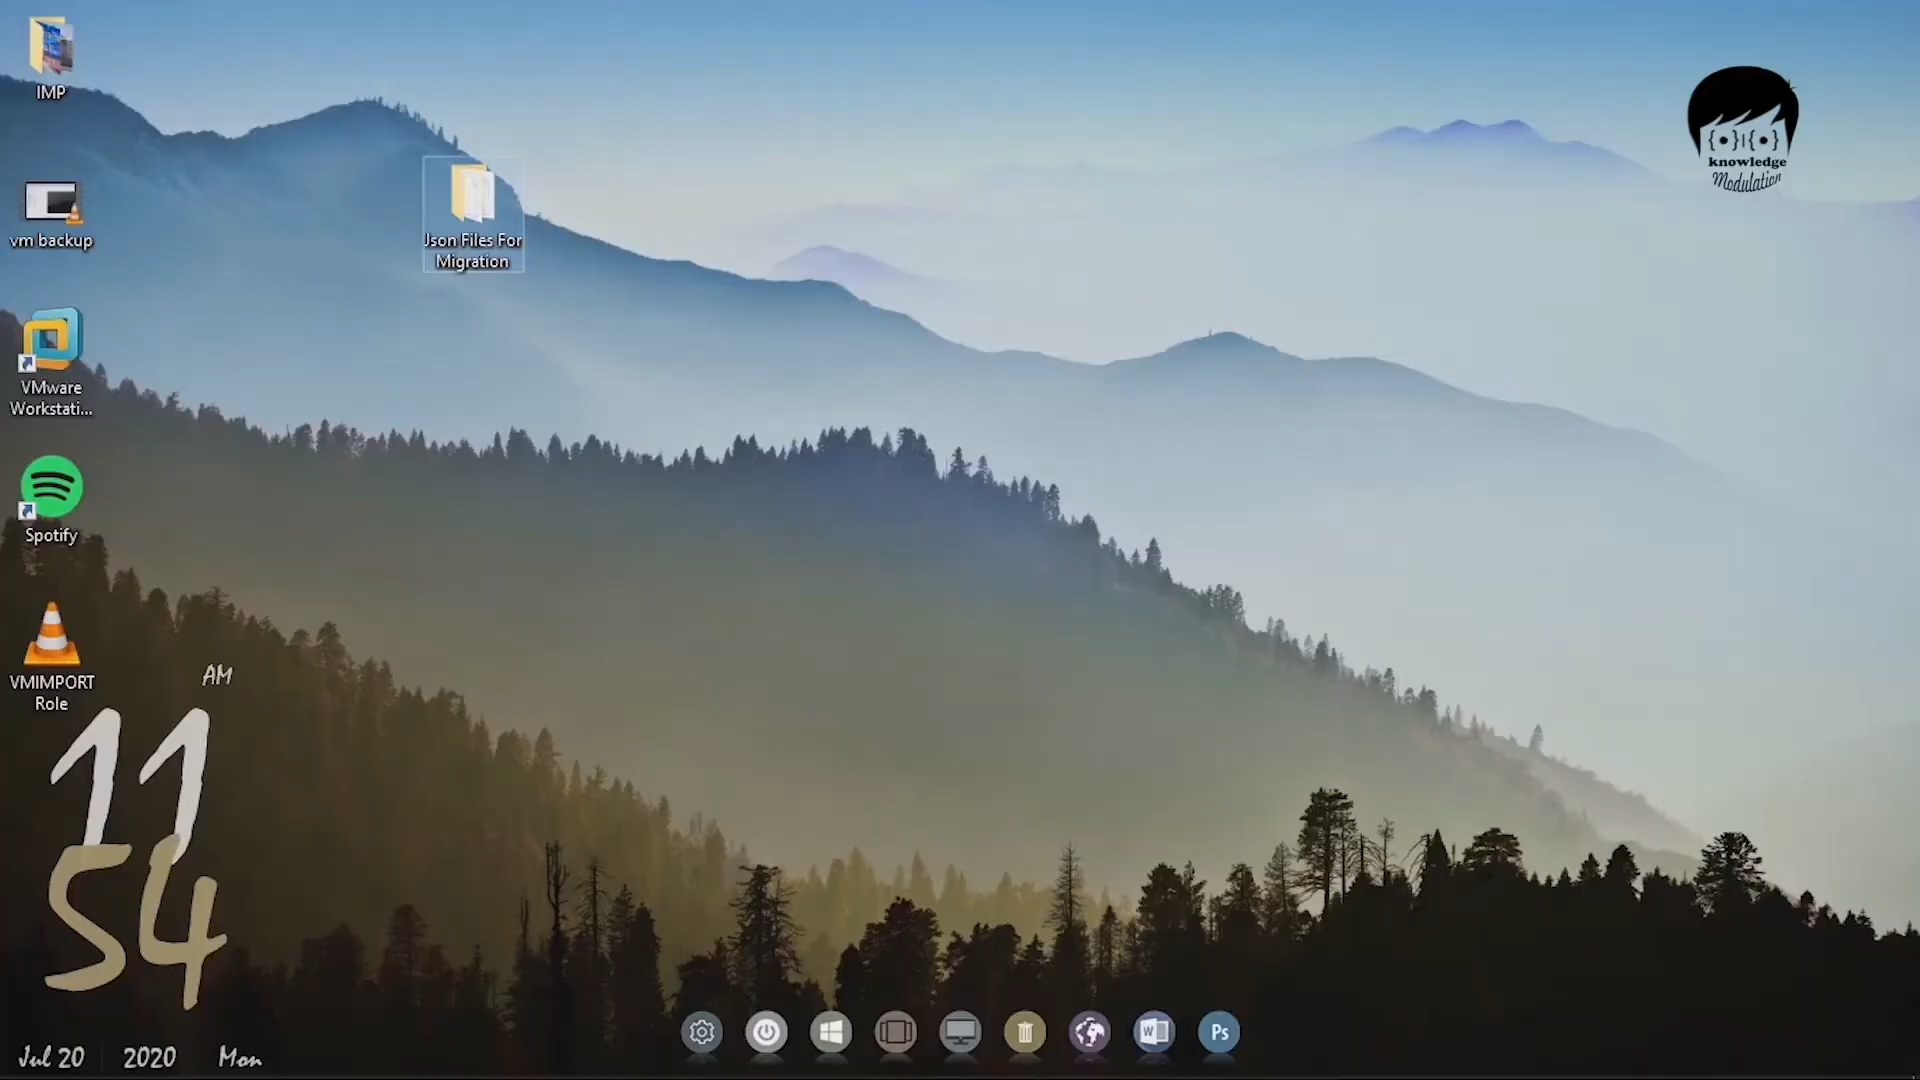 IMP
vm backup
Json Files For
Migration
{•}|{•}
knowledge
Modulation
VMware
Workstati...
Spotify
VMIMPORT
Role
AM
11
54
Jul 20 2020 Mon
W
Ps